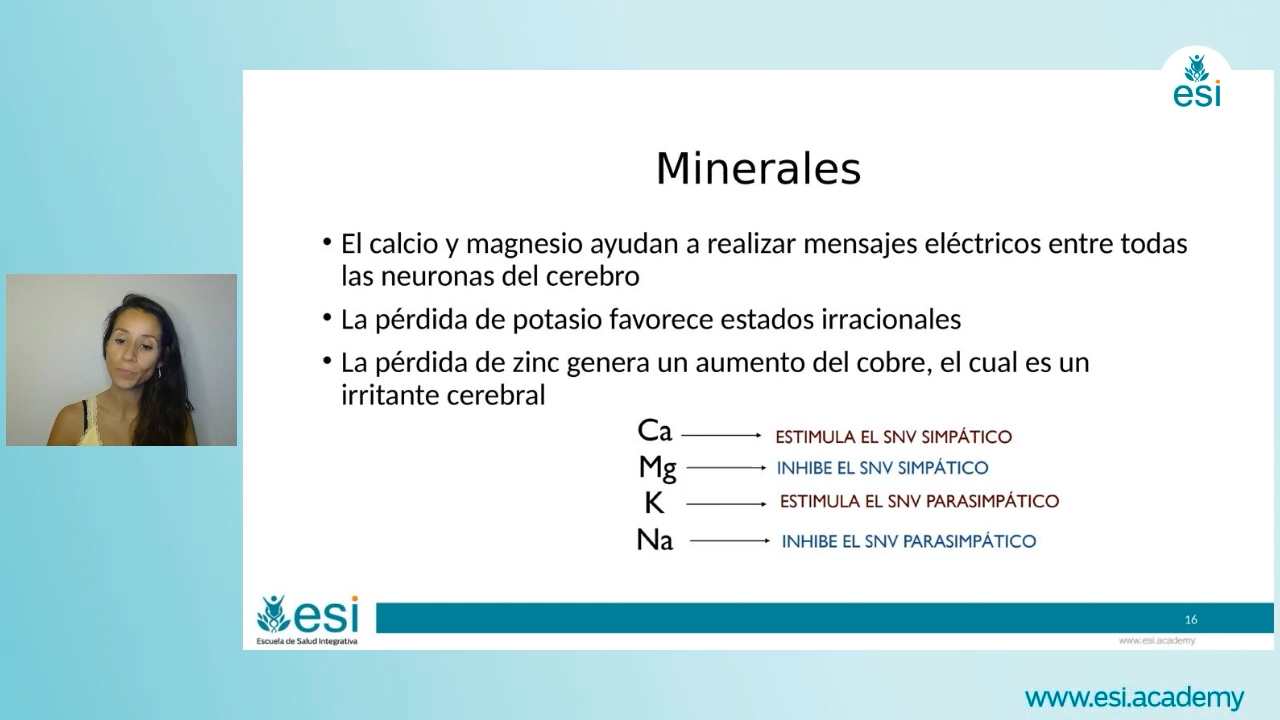 esi
Minerales
• El calcio y magnesio ayudan a realizar mensajes eléctricos entre todas
las neuronas del cerebro
• La pérdida de potasio favorece estados irracionales
• La pérdida de zinc genera un aumento del cobre, el cual es un
irritante cerebral
Ca → ESTIMULA EL SNV SIMPÁTICO
Mg → INHIBE EL SNV SIMPÁTICO
K → ESTIMULA EL SNV PARASIMPÁTICO
Na → INHIBE EL SNV PARASIMPÁTICO
esi
Escuela de Salud Integrativa
16
www.esi.academy
www.esi.academy